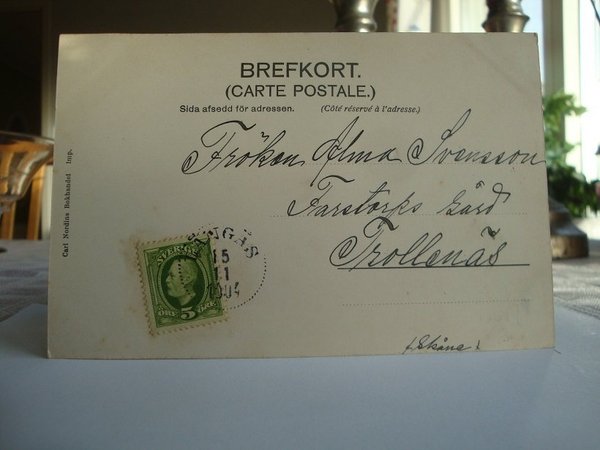 BREFKORT.
(CARTE POSTALE.)
Sida afsedd för adressen. (Côté réservé à l'adresse.)
Fröken Alma Svensson
Farstorps Gård
Trollenäs
Skåne
Carl Nordins Bokhandel Imp.
SVERIGE
5
ÖRE ÖRE
15
11
1904